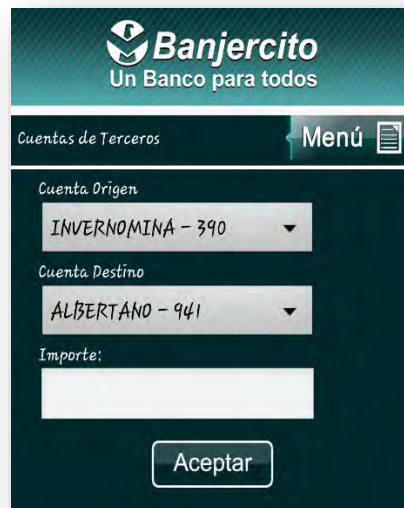 Banjercito
Un Banco para todos
Cuentas de Terceros
Menú
Cuenta Origen
INVERNOMINA - 390
Cuenta Destino
ALBERTANO - 941
Importe:
Aceptar